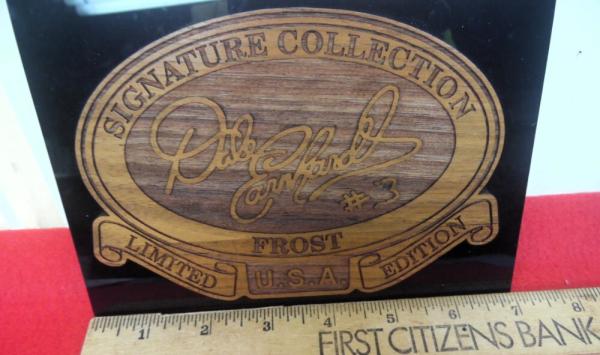 SIGNATURE COLLECTION
Dale
Earnhardt
#3
FROST
LIMITED
U.S.A.
EDITION
1 2 3 4 5 6 7 8
FIRST CITIZENS BANK